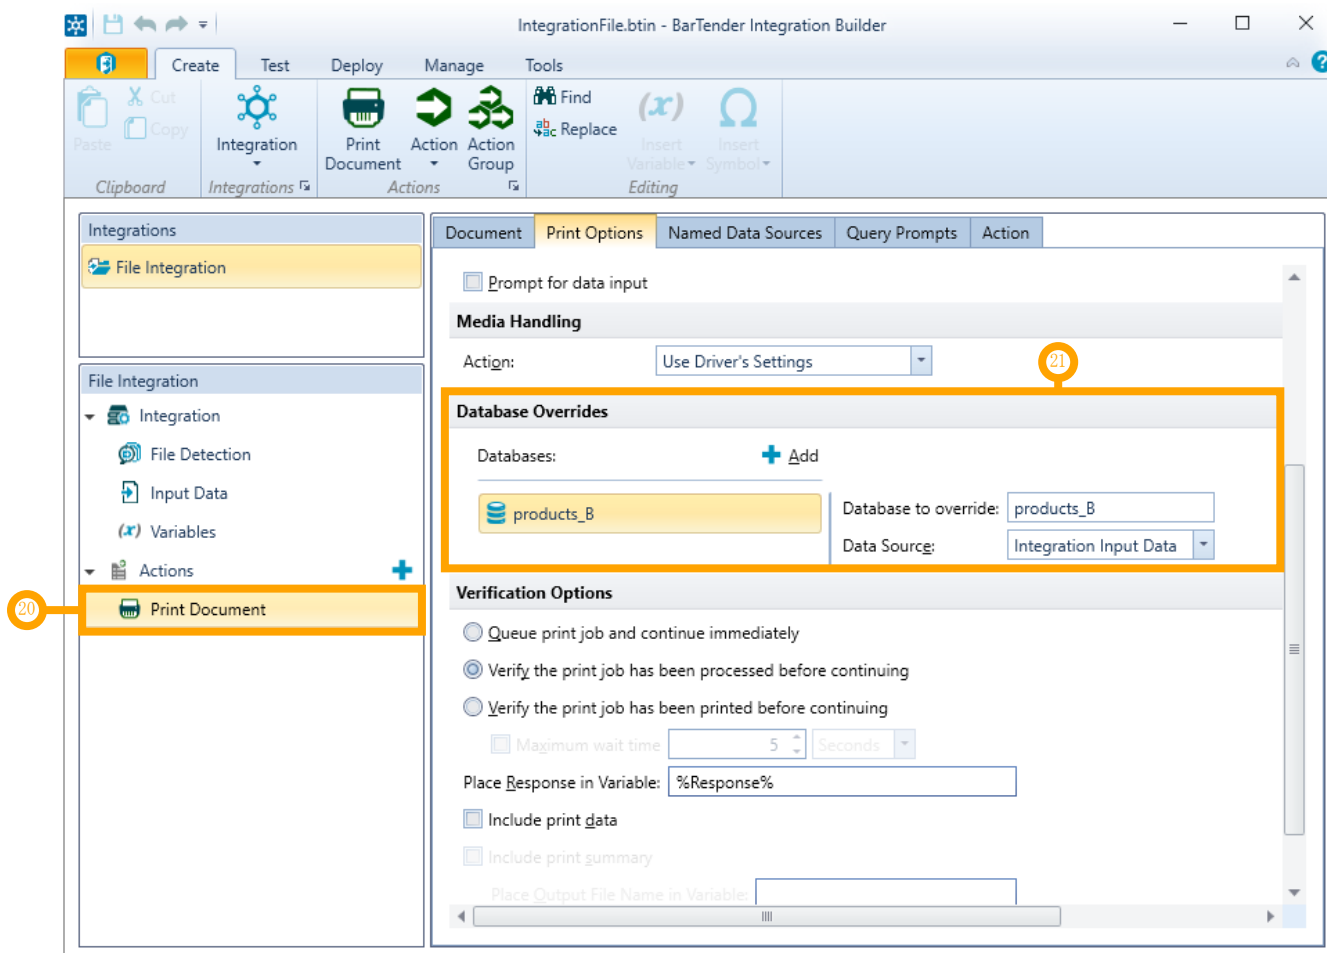 IntegrationFile.btin - BarTender Integration Builder
Create Test Deploy Manage Tools
Paste
Cut
Copy
Clipboard
Integration
Integrations
Print
Document
Action
Action
Group
Actions
Find
Replace
Insert
Variable
Insert
Symbol
Editing
Integrations
File Integration
File Integration
Integration
File Detection
Input Data
Variables
Actions
20
Print Document
Document Print Options Named Data Sources Query Prompts Action
Prompt for data input
Media Handling
Action: Use Driver's Settings
21
Database Overrides
Databases: Add
products_B
Database to override: products_B
Data Source: Integration Input Data
Verification Options
Queue print job and continue immediately
Verify the print job has been processed before continuing
Verify the print job has been printed before continuing
Maximum wait time 5 Seconds
Place Response in Variable: %Response%
Include print data
Include print summary
Place Output File Name in Variable: